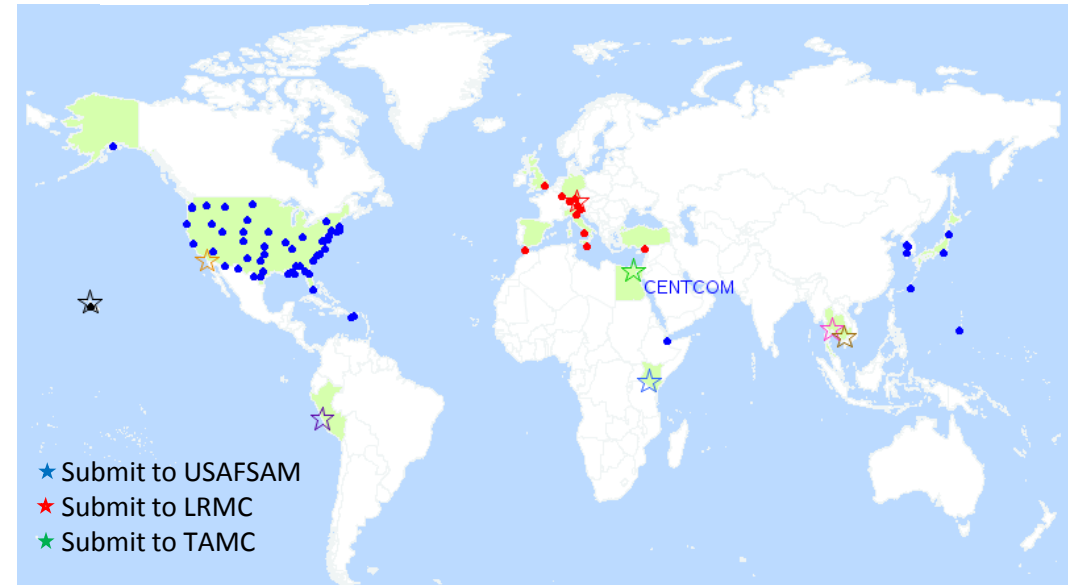 CENTCOM
Submit to USAFSAM
Submit to LRMC
Submit to TAMC